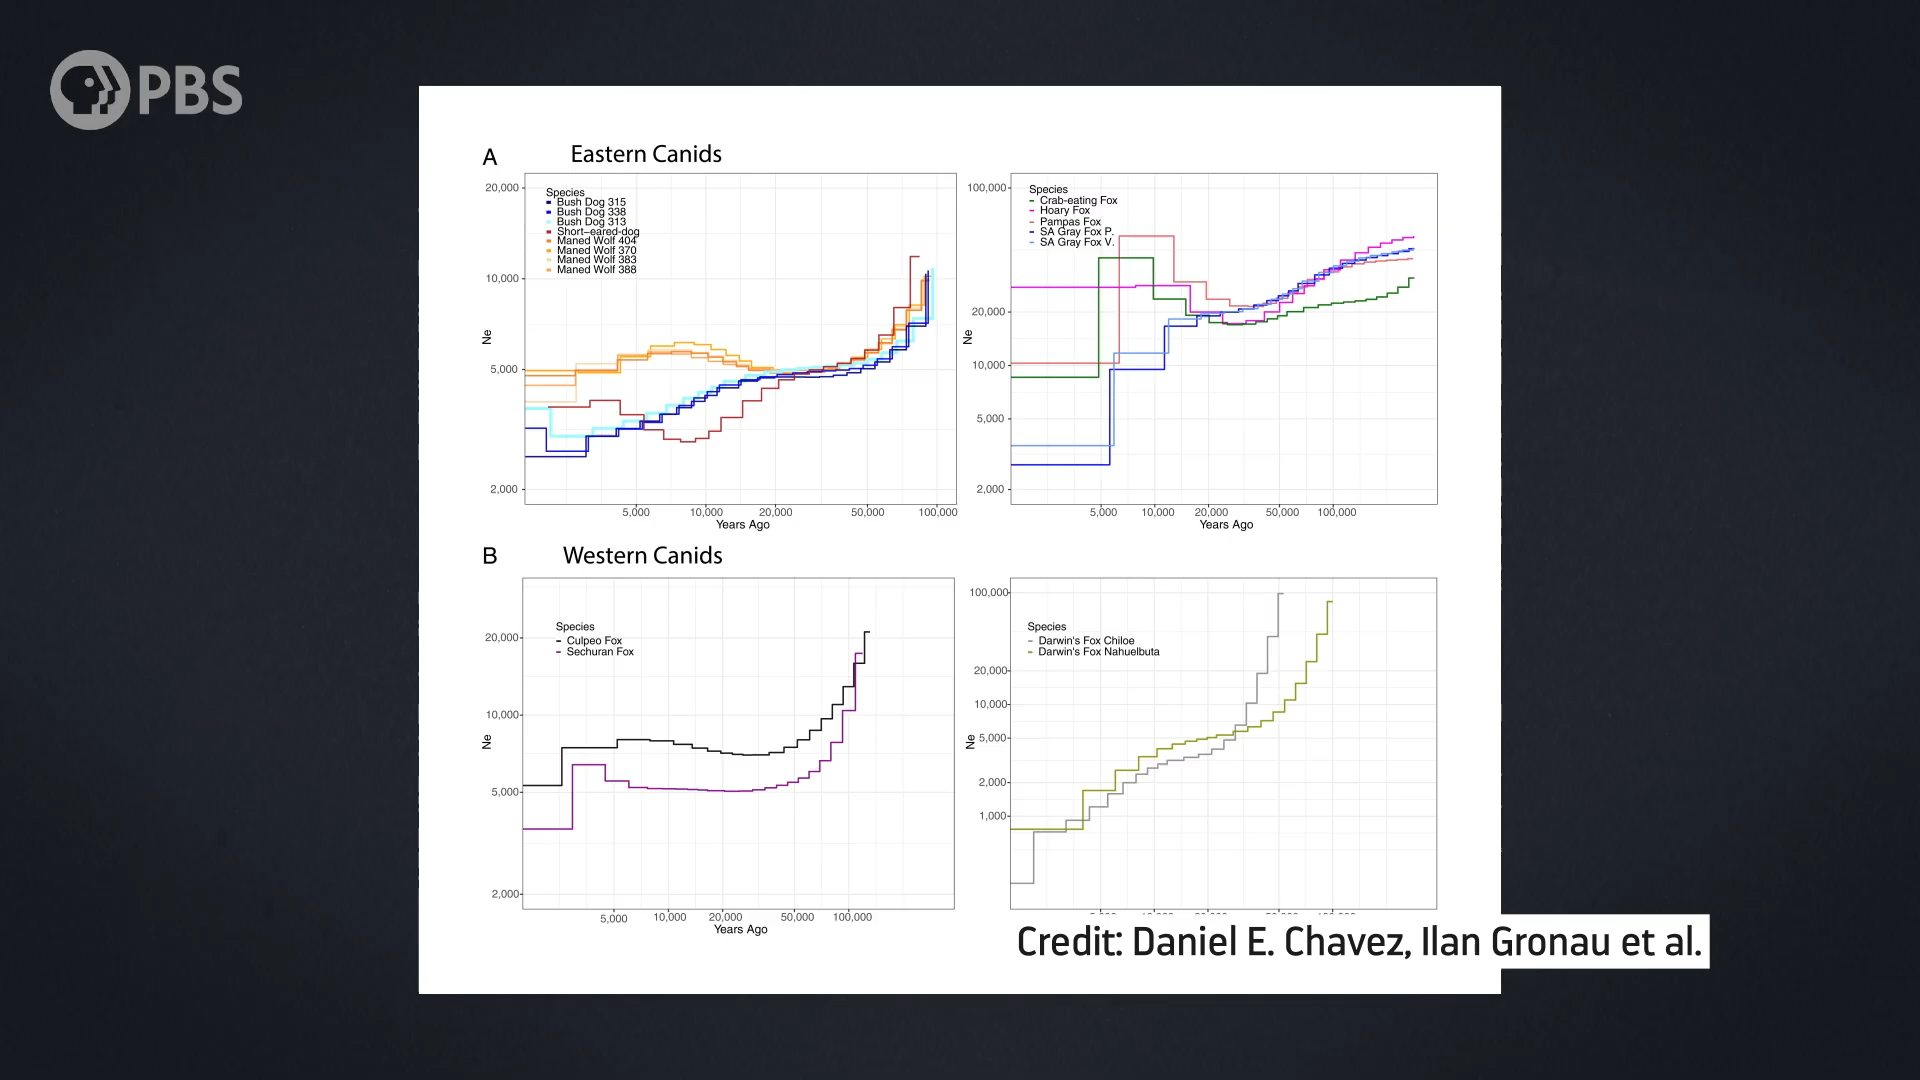 PBS
A
Eastern Canids
20,000
10,000
5,000
2,000
Ne
Species
Bush Dog 315
Bush Dog 338
Bush Dog 313
Short-eared-dog
Maned Wolf 404
Maned Wolf 370
Maned Wolf 383
Maned Wolf 388
5,000
10,000
20,000
50,000
100,000
Years Ago
100,000
20,000
10,000
5,000
2,000
Ne
Species
Crab-eating Fox
Hoary Fox
Pampas Fox
SA Gray Fox P.
SA Gray Fox V.
5,000
10,000
20,000
50,000
100,000
Years Ago
B
Western Canids
20,000
10,000
5,000
2,000
Ne
Species
Culpeo Fox
Sechuran Fox
5,000
10,000
20,000
50,000
100,000
Years Ago
100,000
20,000
10,000
5,000
2,000
1,000
Ne
Species
Darwin's Fox Chiloe
Darwin's Fox Nahuelbuta
Credit: Daniel E. Chavez, Ilan Gronau et al.